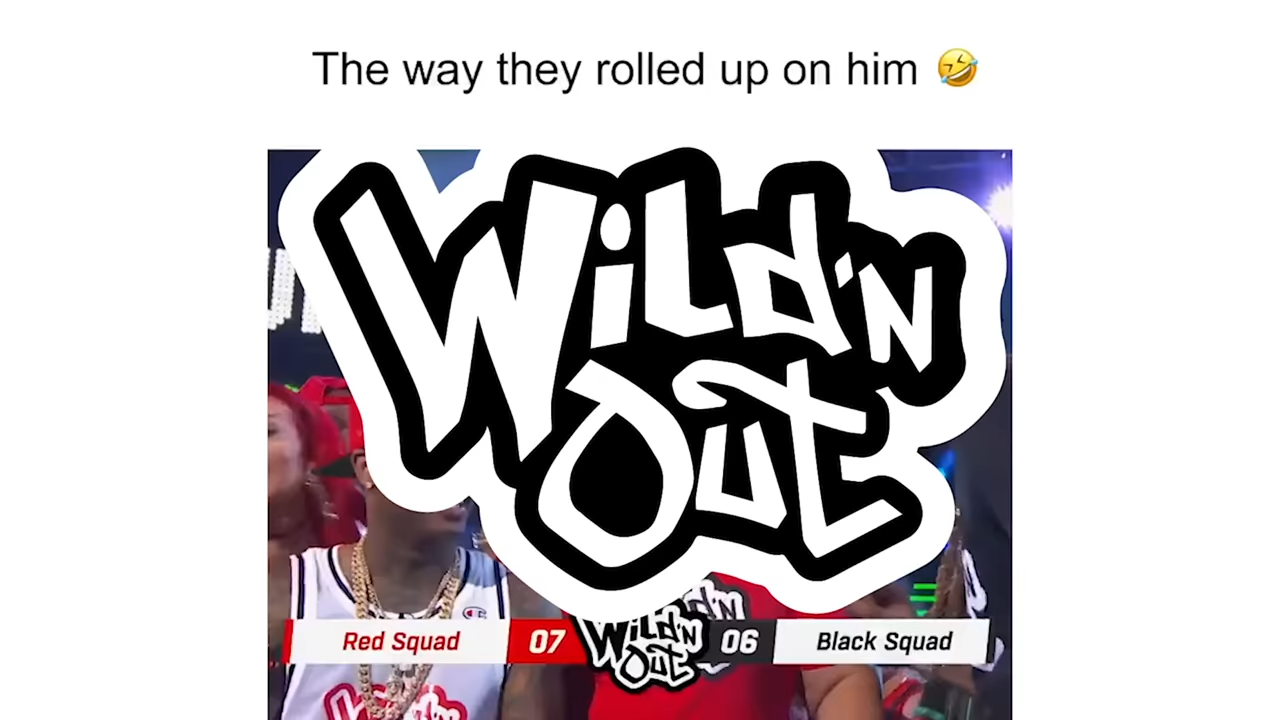 The way they rolled up on him 🤣
Wild'n
Out
Red Squad 07 Wild'n Out 06 Black Squad